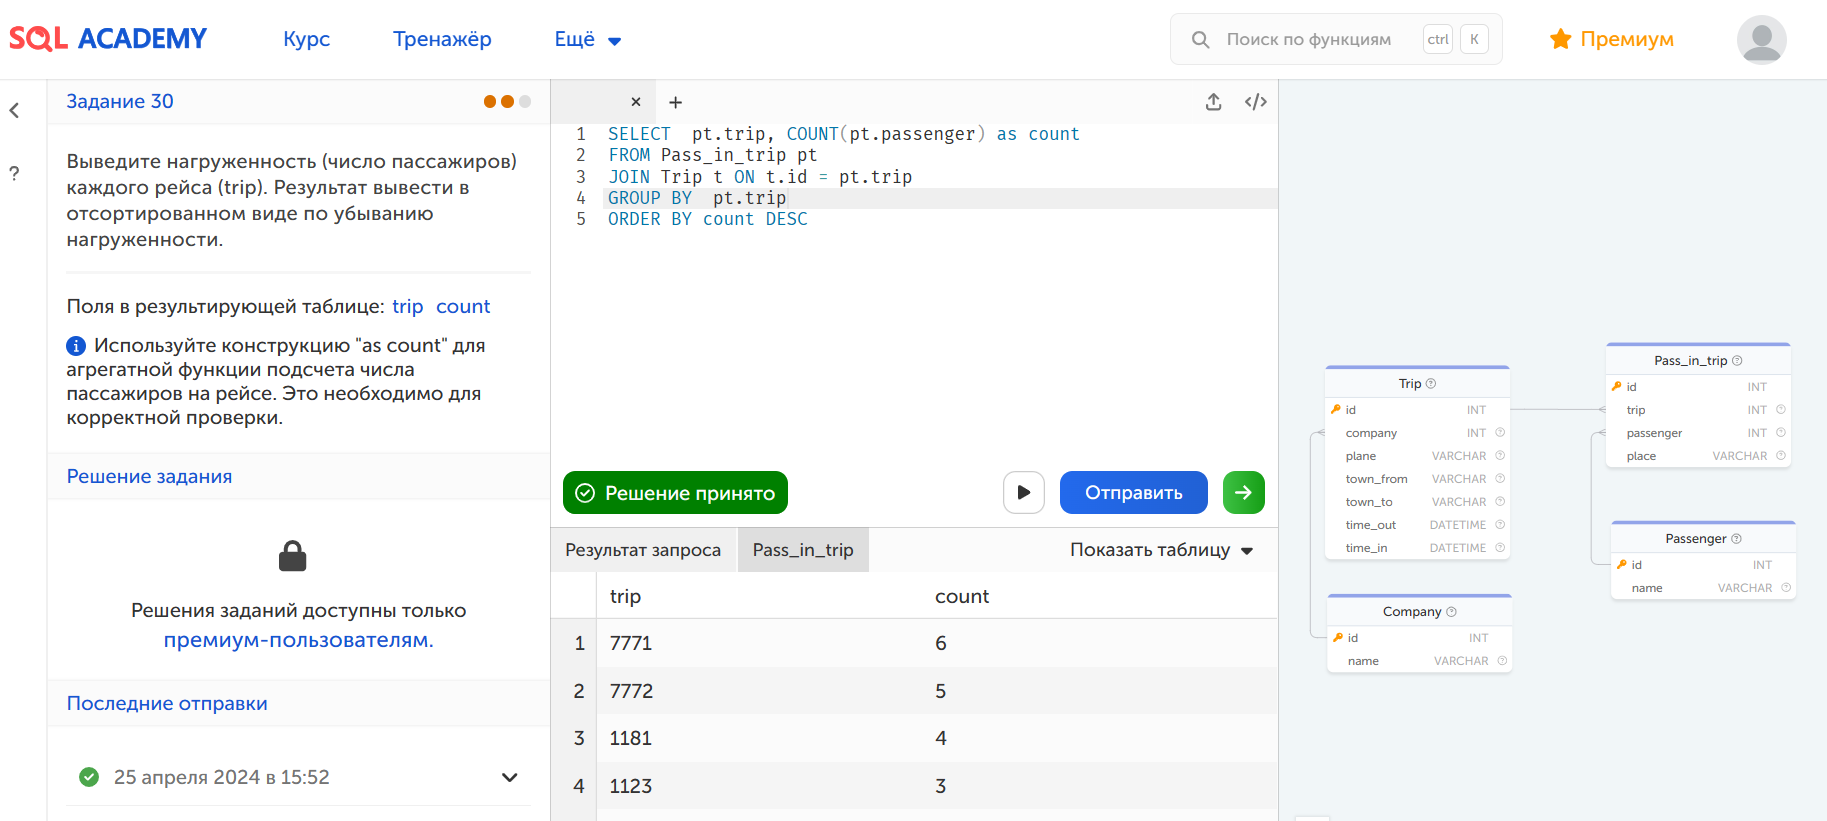 SQL ACADEMY
Курс
Тренажёр
Ещё
Поиск по функциям
ctrl
K
Премиум
Задание 30
Выведите нагруженность (число пассажиров)
каждого рейса (trip). Результат вывести в
отсортированном виде по убыванию
нагруженности.
Поля в результирующей таблице: trip count
Используйте конструкцию "as count" для
агрегатной функции подсчета числа
пассажиров на рейсе. Это необходимо для
корректной проверки.
Решение задания
Решения заданий доступны только
премиум-пользователям.
Последние отправки
25 апреля 2024 в 15:52
1 SELECT  pt.trip, COUNT(pt.passenger) as count
2 FROM Pass_in_trip pt
3 JOIN Trip t ON t.id = pt.trip
4 GROUP BY  pt.trip
5 ORDER BY count DESC
Решение принято
Отправить
Результат запроса
Pass_in_trip
Показать таблицу
trip count
1 7771 6
2 7772 5
3 1181 4
4 1123 3
Trip
id INT
company INT
plane VARCHAR
town_from VARCHAR
town_to VARCHAR
time_out DATETIME
time_in DATETIME
Company
id INT
name VARCHAR
Pass_in_trip
id INT
trip INT
passenger INT
place VARCHAR
Passenger
id INT
name VARCHAR